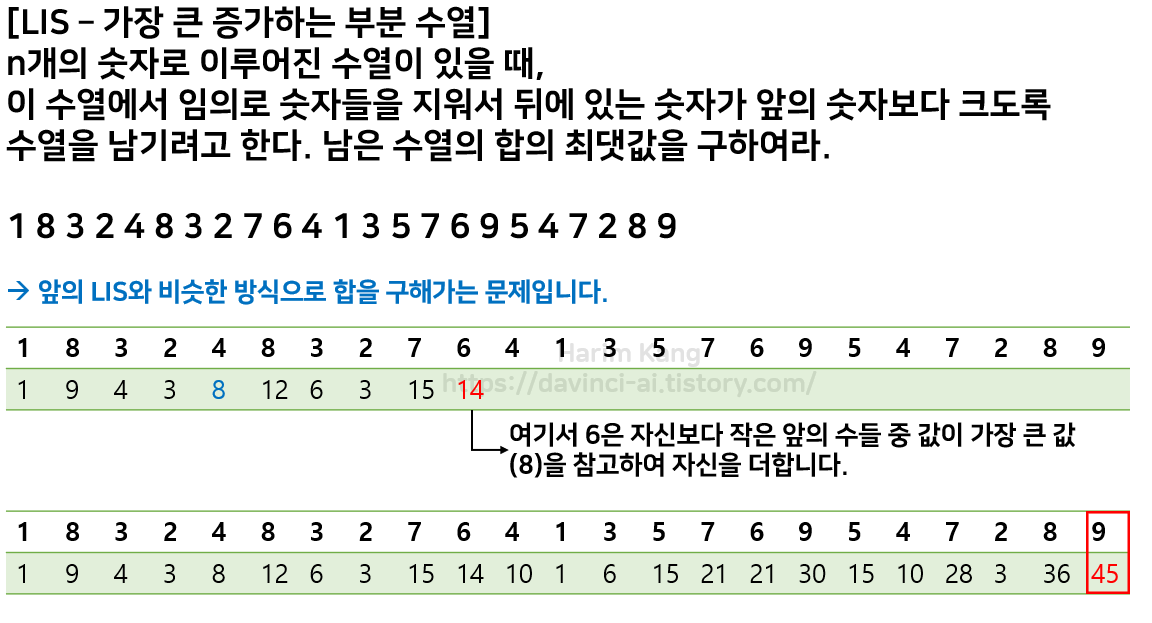 [LIS – 가장 큰 증가하는 부분 수열]
n개의 숫자로 이루어진 수열이 있을 때,
이 수열에서 임의로 숫자들을 지워서 뒤에 있는 숫자가 앞의 숫자보다 크도록
수열을 남기려고 한다. 남은 수열의 합의 최댓값을 구하여라.
1 8 3 2 4 8 3 2 7 6 4 1 3 5 7 6 9 5 4 7 2 8 9
→ 앞의 LIS와 비슷한 방식으로 합을 구해가는 문제입니다.
1 8 3 2 4 8 3 2 7 6 4 1 3 5 7 6 9 5 4 7 2 8 9
Harim Kang
1 9 4 3 8 12 6 3 15 14
https://davinci-ai.tistory.com/
여기서 6은 자신보다 작은 앞의 수들 중 값이 가장 큰 값
(8)을 참고하여 자신을 더합니다.
1 8 3 2 4 8 3 2 7 6 4 1 3 5 7 6 9 5 4 7 2 8 9
1 9 4 3 8 12 6 3 15 14 10 1 6 15 21 21 30 15 10 28 3 36 45